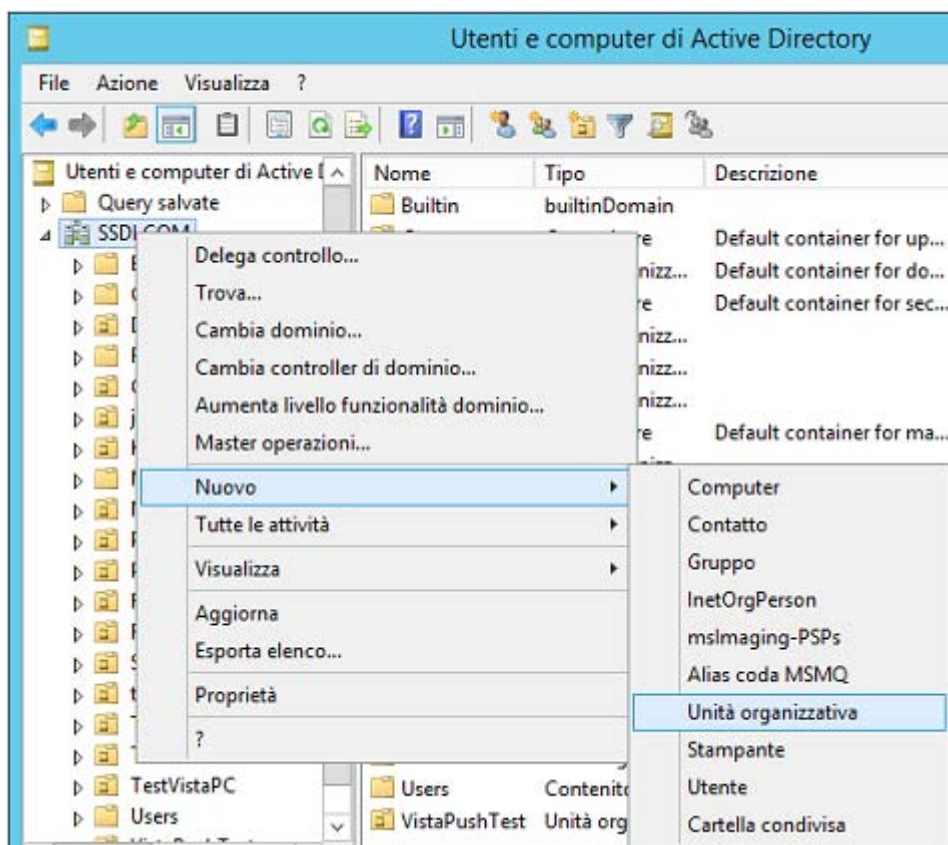 Utenti e computer di Active Directory
File Azione Visualizza ?
Utenti e computer di Active
Nome Tipo Descrizione
Query salvate
Builtin builtinDomain
SSDI.COM
Delega controllo...
Default container for up...
Trova...
nizz... Default container for do...
Default container for sec...
Cambia dominio...
nizz...
Cambia controller di dominio...
nizz...
Aumenta livello funzionalità dominio...
nizz...
Master operazioni...
Default container for ma...
Nuovo
Computer
Tutte le attività
Contatto
Visualizza
Gruppo
Aggiorna
InetOrgPerson
Esporta elenco...
msImaging-PSPs
Proprietà
Alias coda MSMQ
?
Unità organizzativa
Stampante
TestVistaPC
Users
Utente
Users
VistaPushTest Unità org
Cartella condivisa